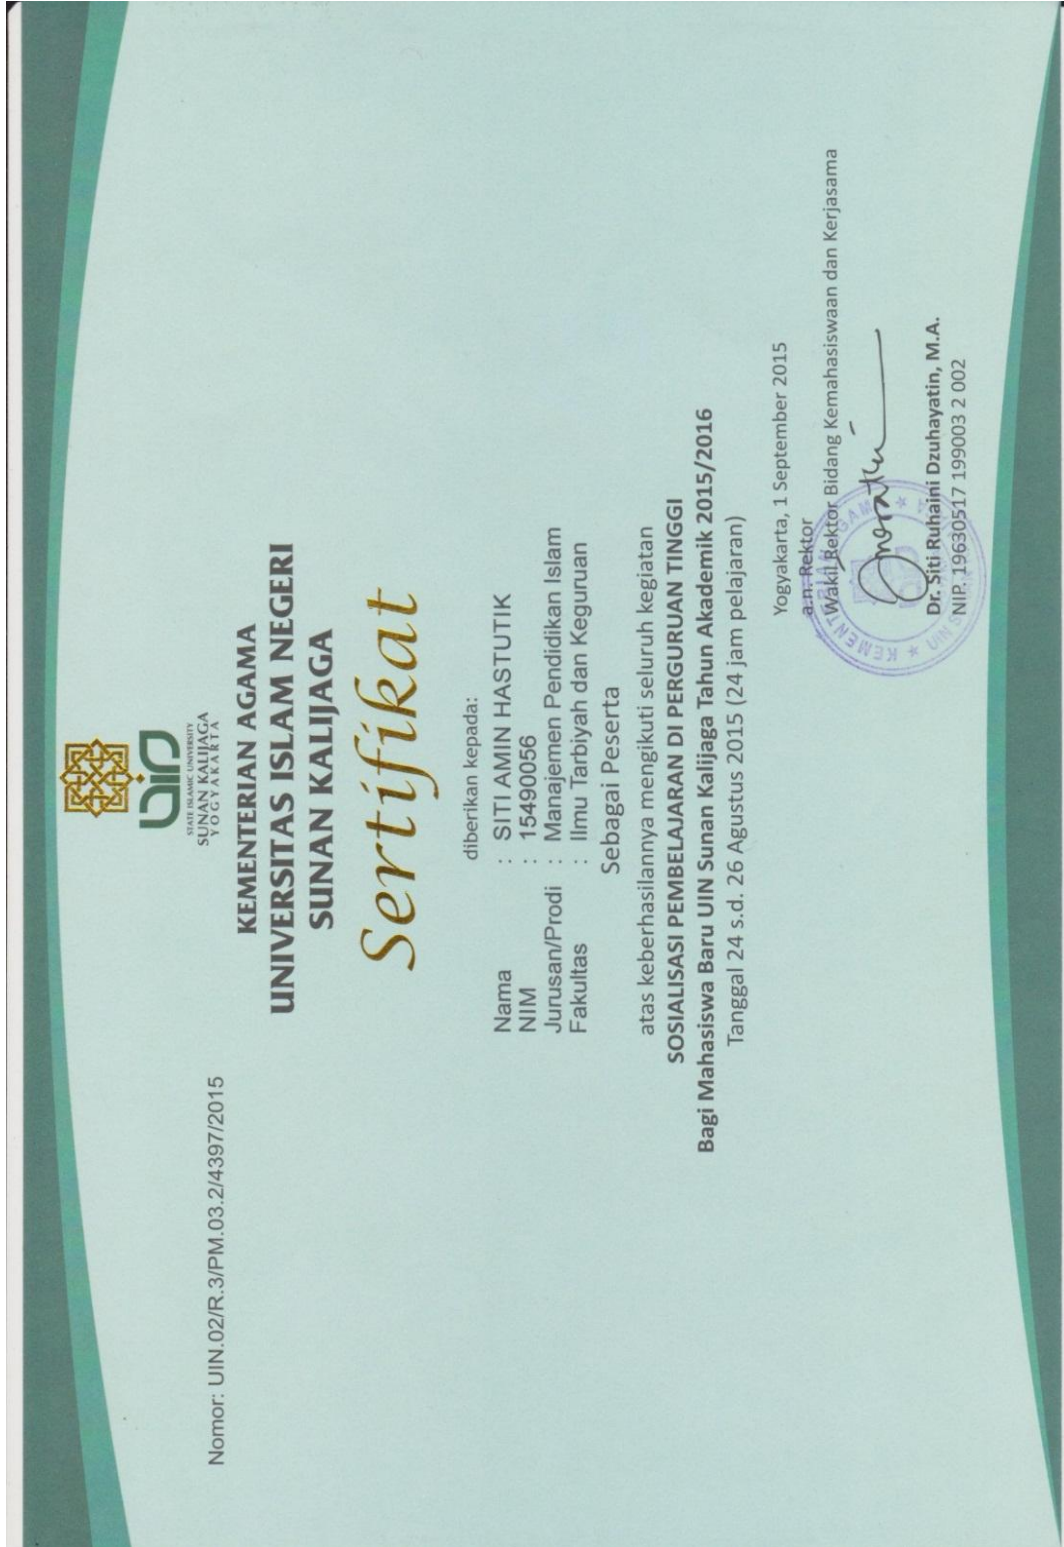 Nomor: UIN.02/R.3/PM.03.2/4397/2015
uin
STATE ISLAMIC UNIVERSITY
SUNAN KALIJAGA
YOGYAKARTA
KEMENTERIAN AGAMA
UNIVERSITAS ISLAM NEGERI
SUNAN KALIJAGA
Sertifikat
diberikan kepada:
Nama : SITI AMIN HASTUTIK
NIM : 15490056
Jurusan/Prodi : Manajemen Pendidikan Islam
Fakultas : Ilmu Tarbiyah dan Keguruan
Sebagai Peserta
atas keberhasilannya mengikuti seluruh kegiatan
SOSIALISASI PEMBELAJARAN DI PERGURUAN TINGGI
Bagi Mahasiswa Baru UIN Sunan Kalijaga Tahun Akademik 2015/2016
Tanggal 24 s.d. 26 Agustus 2015 (24 jam pelajaran)
Yogyakarta, 1 September 2015
a.n. Rektor
Wakil Rektor Bidang Kemahasiswaan dan Kerjasama
KEMENTERIAN AGAMA
UIN
Dr. Siti Ruhaini Dzuhayatin, M.A.
NIP. 19630517 199003 2 002